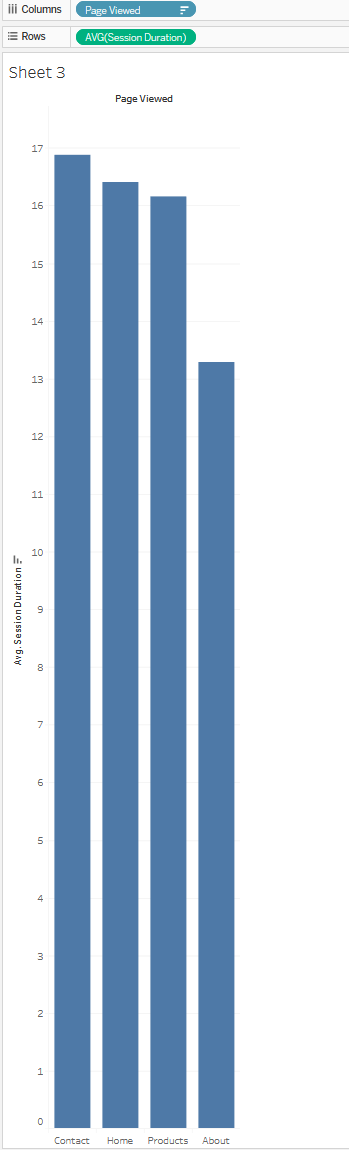 Columns
Page Viewed
Rows
AVG(Session Duration)
Sheet 3
Page Viewed
17
16
15
14
13
12
11
10
9
8
7
6
5
4
3
2
1
0
Avg. Session Duration
Contact Home Products About